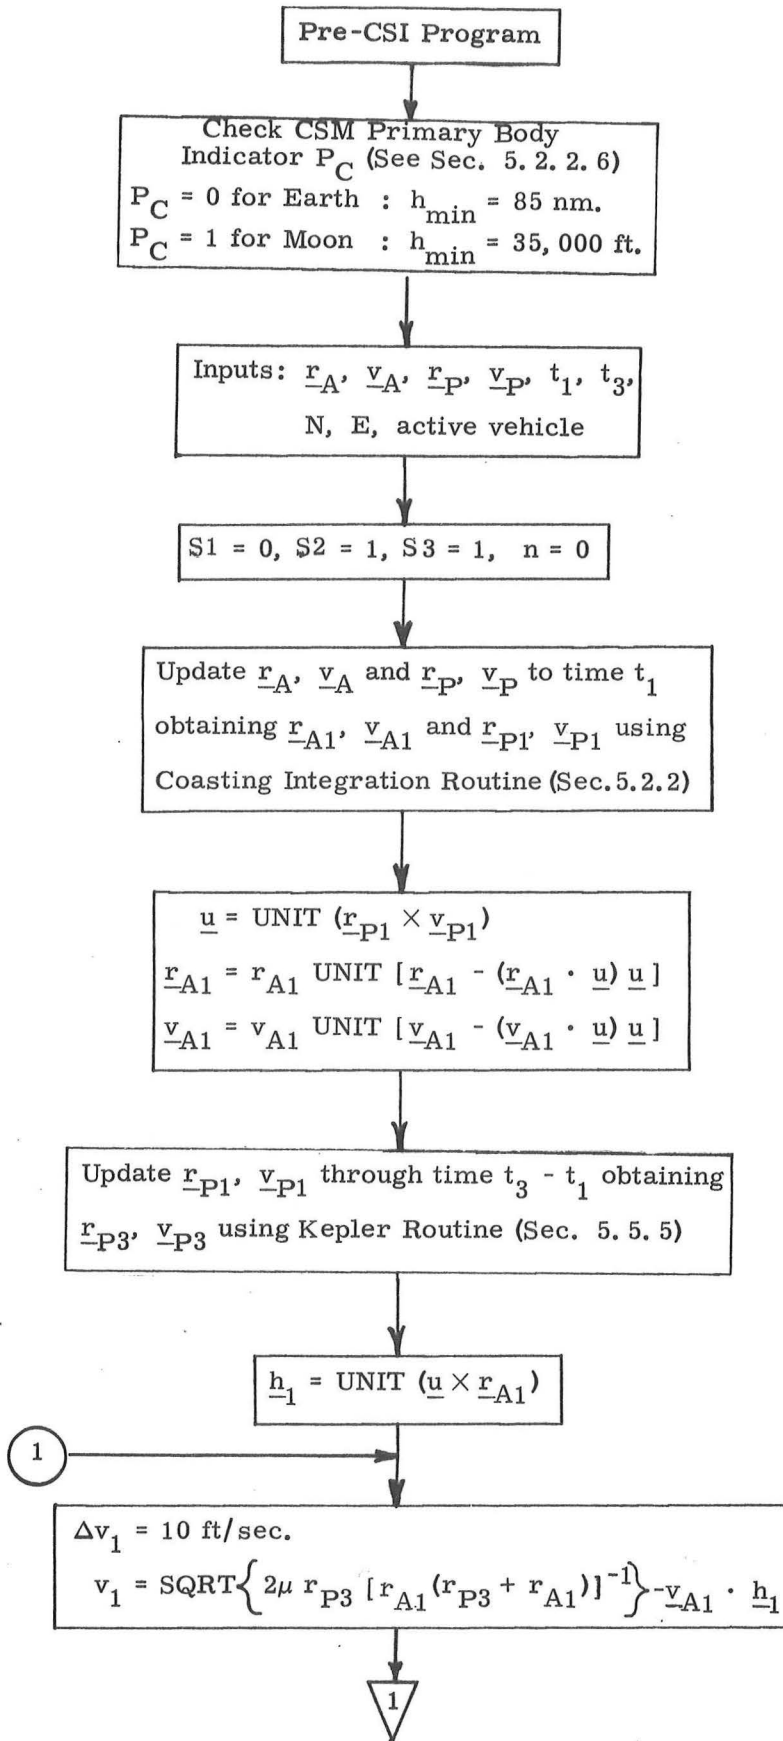 Pre-CSI Program
Check CSM Primary Body
Indicator P_C (See Sec. 5. 2. 2. 6)
P_C = 0 for Earth : h_min = 85 nm.
P_C = 1 for Moon : h_min = 35, 000 ft.
Inputs: r_A, v_A, r_P, v_P, t_1, t_3,
N, E, active vehicle
S1 = 0, S2 = 1, S3 = 1, n = 0
Update r_A, v_A and r_P, v_P to time t_1
obtaining r_A1, v_A1 and r_P1, v_P1 using
Coasting Integration Routine (Sec. 5. 2. 2)
u = UNIT (r_P1 × v_P1)
r_A1 = r_A1 UNIT [r_A1 - (r_A1 · u) u ]
v_A1 = v_A1 UNIT [v_A1 - (v_A1 · u) u ]
Update r_P1, v_P1 through time t_3 - t_1 obtaining
r_P3, v_P3 using Kepler Routine (Sec. 5. 5. 5)
h_1 = UNIT (u × r_A1)
1
Δv_1 = 10 ft/sec.
v_1 = SQRT{2μ r_P3 [r_A1(r_P3 + r_A1)]^-1} -v_A1 · h_1
1